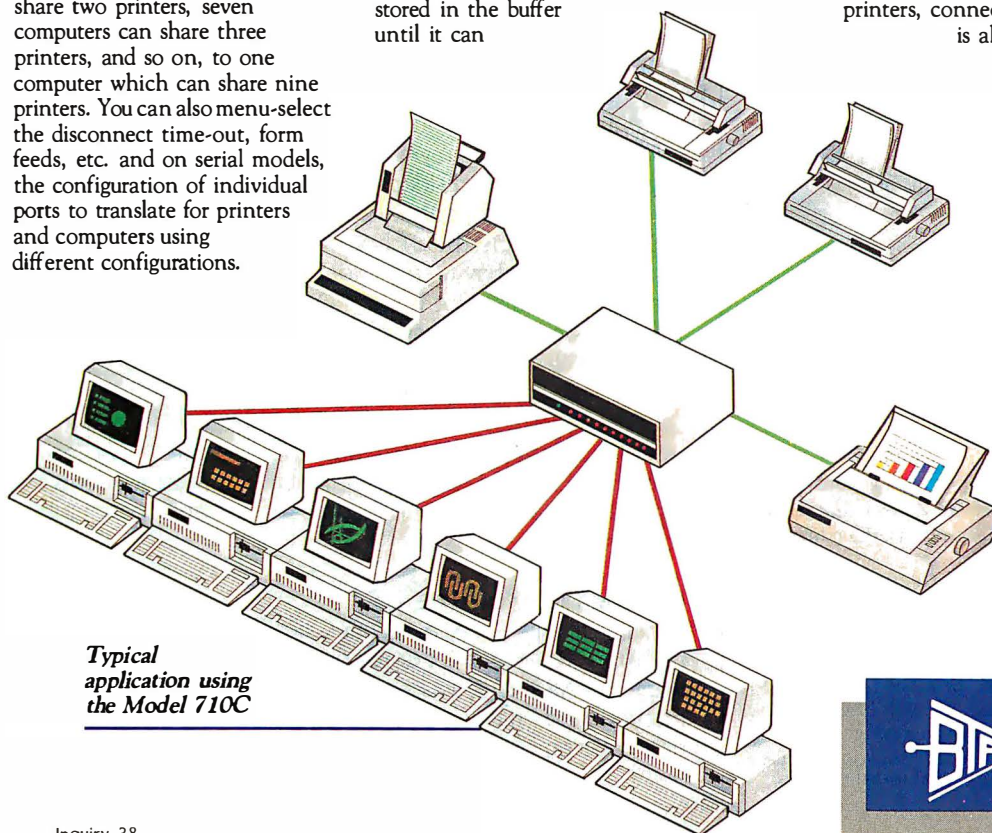 share two printers, seven
computers can share three
printers, and so on, to one
computer which can share nine
printers. You can also menu-select
the disconnect time-out, form
feeds, etc. and on serial models,
the configuration of individual
ports to translate for printers
and computers using
different configurations.
stored in the buffer
until it can
printers,
is
Typical
application using
the Model 710C
Inquiry 38